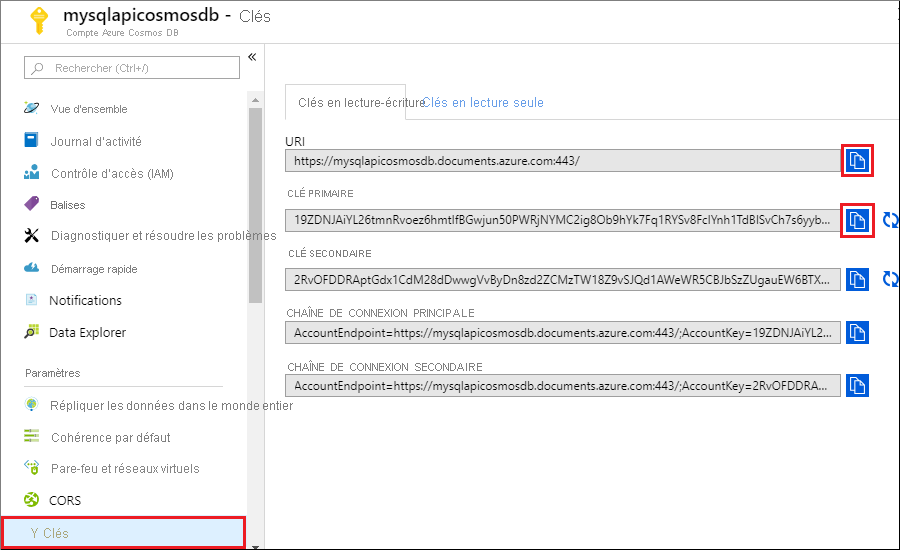 mysqlapicosmosdb - Clés
Compte Azure Cosmos DB
Rechercher (Ctrl+/)
Vue d'ensemble
Journal d'activité
Contrôle d'accès (IAM)
Balises
Diagnostiquer et résoudre les problèmes
Démarrage rapide
Notifications
Data Explorer
Paramètres
Répliquer les données dans le monde entier
Cohérence par défaut
Pare-feu et réseaux virtuels
CORS
Y Clés
Clés en lecture-écriture
Clés en lecture seule
URI
https://mysqlapicosmosdb.documents.azure.com:443/
CLÉ PRIMAIRE
19ZDNJAiYL26tmnRvoez6hmtlfBGwjun50PWRjNYMC2ig8Ob9hYk7Fq1RYSv8FclYnh1TdBISvCh7s6yyb...
CLÉ SECONDAIRE
2RvOFDDRAptGdx1CdM28dDwwgVvByDn8zd2ZCMzTW18Z9vSJQd1AWeWR5CBJbSzZUgauEW6BTX...
CHAÎNE DE CONNEXION PRINCIPALE
AccountEndpoint=https://mysqlapicosmosdb.documents.azure.com:443/;AccountKey=19ZDNJAiYL2...
CHAÎNE DE CONNEXION SECONDAIRE
AccountEndpoint=https://mysqlapicosmosdb.documents.azure.com:443/;AccountKey=2RvOFDDRA...